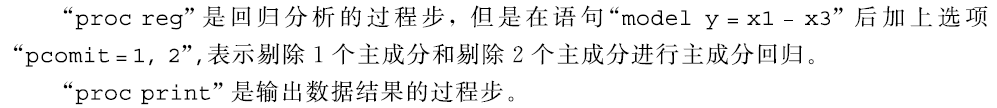 “proc reg”是回归分析的过程步，但是在语句“model y = x1 - x3”后加上选项
“pcomit = 1, 2”,表示剔除 1 个主成分和剔除 2 个主成分进行主成分回归。
“proc print”是输出数据结果的过程步。